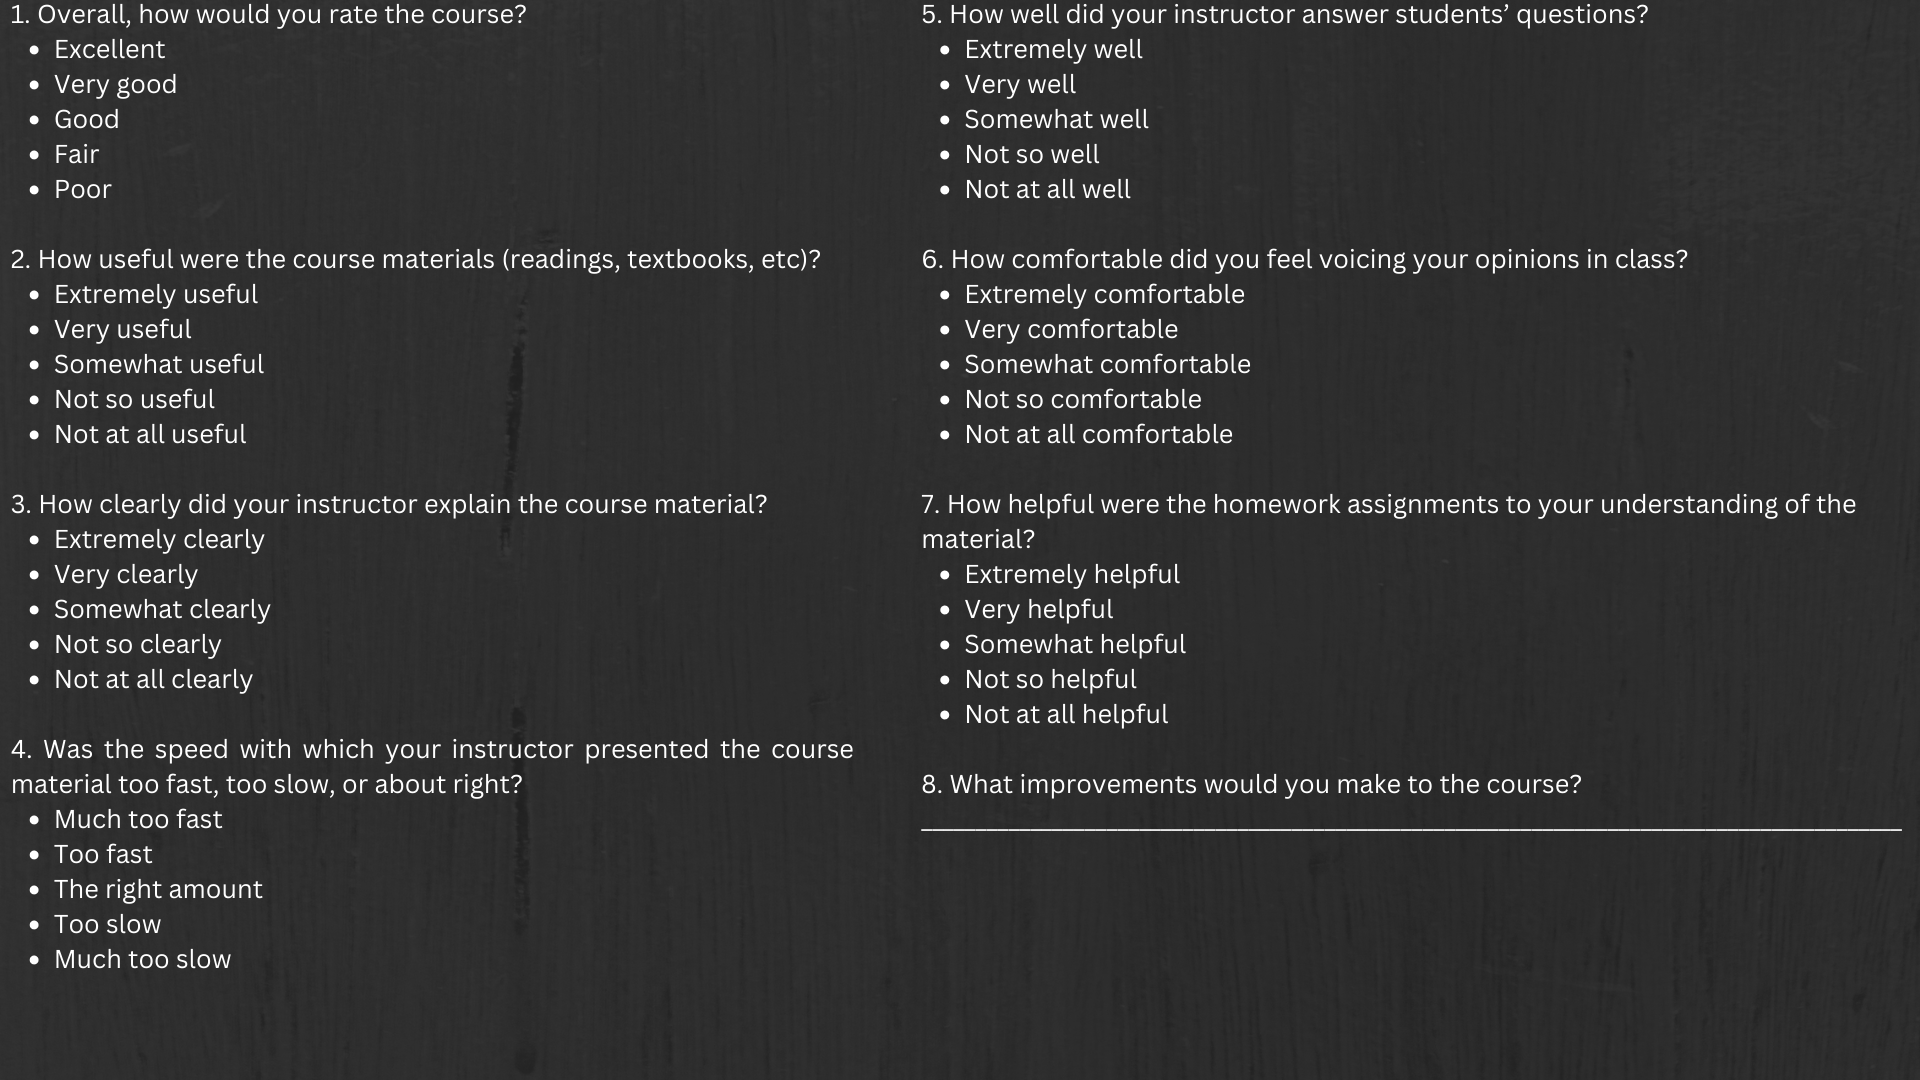 1. Overall, how would you rate the course?
• Excellent
• Very good
• Good
• Fair
• Poor
2. How useful were the course materials (readings, textbooks, etc)?
• Extremely useful
• Very useful
• Somewhat useful
• Not so useful
• Not at all useful
3. How clearly did your instructor explain the course material?
• Extremely clearly
• Very clearly
• Somewhat clearly
• Not so clearly
• Not at all clearly
4. Was the speed with which your instructor presented the course
material too fast, too slow, or about right?
• Much too fast
• Too fast
• The right amount
• Too slow
• Much too slow
5. How well did your instructor answer students’ questions?
• Extremely well
• Very well
• Somewhat well
• Not so well
• Not at all well
6. How comfortable did you feel voicing your opinions in class?
• Extremely comfortable
• Very comfortable
• Somewhat comfortable
• Not so comfortable
• Not at all comfortable
7. How helpful were the homework assignments to your understanding of the
material?
• Extremely helpful
• Very helpful
• Somewhat helpful
• Not so helpful
• Not at all helpful
8. What improvements would you make to the course?